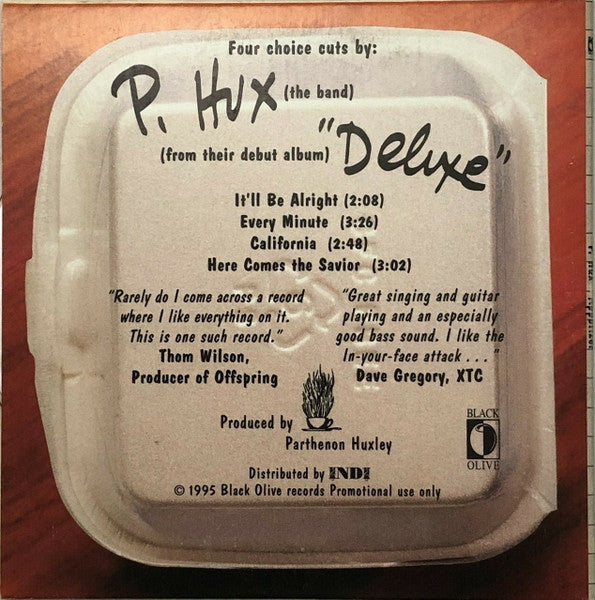 Four choice cuts by:
P. Hux (the band)
(from their debut album) "Deluxe"
It'll Be Alright (2:08)
Every Minute (3:26)
California (2:48)
Here Comes the Savior (3:02)
"Rarely do I come across a record
where I like everything on it.
This is one such record."
Thom Wilson,
Producer of Offspring
"Great singing and guitar
playing and an especially
good bass sound. I like the
In-your-face attack . . ."
Dave Gregory, XTC
Produced by
Parthenon Huxley
BLACK
OLIVE
Distributed by INDI
© 1995 Black Olive records Promotional use only